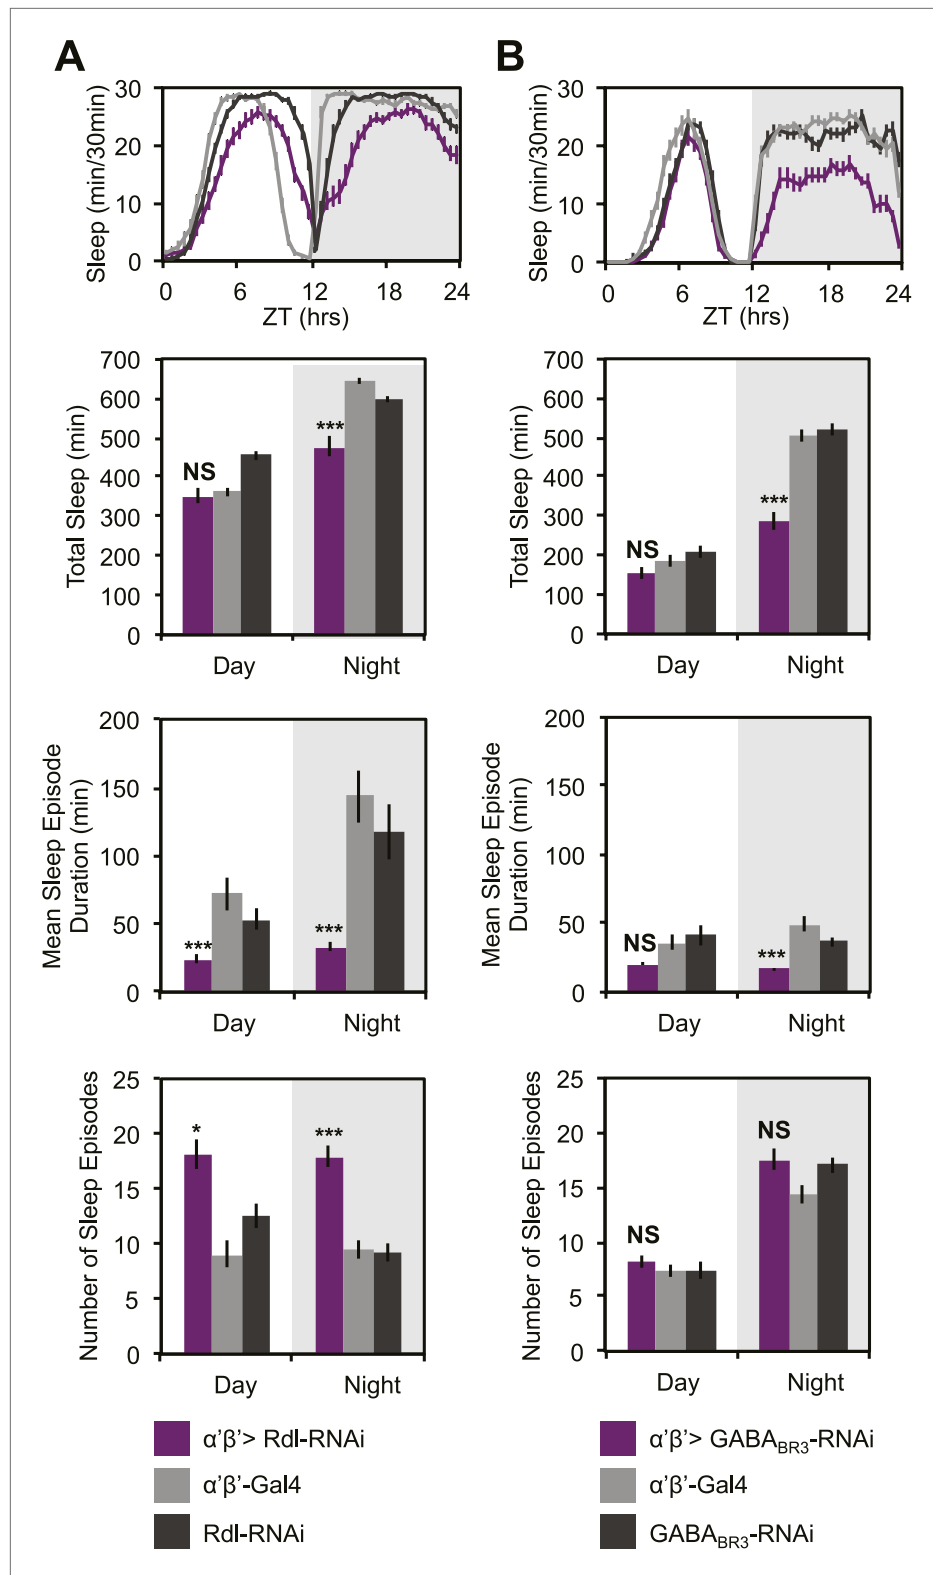 A
Sleep (min/30min)
30
20
10
0
0 6 12 18 24
ZT (hrs)
Total Sleep (min)
700
600
500
400
300
200
100
0
NS
***
Day Night
Mean Sleep Episode
Duration (min)
200
150
100
50
0
***
***
Day Night
Number of Sleep Episodes
25
20
15
10
5
0
*
***
Day Night
α'β'> Rdl-RNAi
α'β'-Gal4
Rdl-RNAi
B
Sleep (min/30min)
30
20
10
0
0 6 12 18 24
ZT (hrs)
Total Sleep (min)
700
600
500
400
300
200
100
0
NS
***
Day Night
Mean Sleep Episode
Duration (min)
200
150
100
50
0
NS
***
Day Night
Number of Sleep Episodes
25
20
15
10
5
0
NS
NS
Day Night
α'β'> GABABR3-RNAi
α'β'-Gal4
GABABR3-RNAi